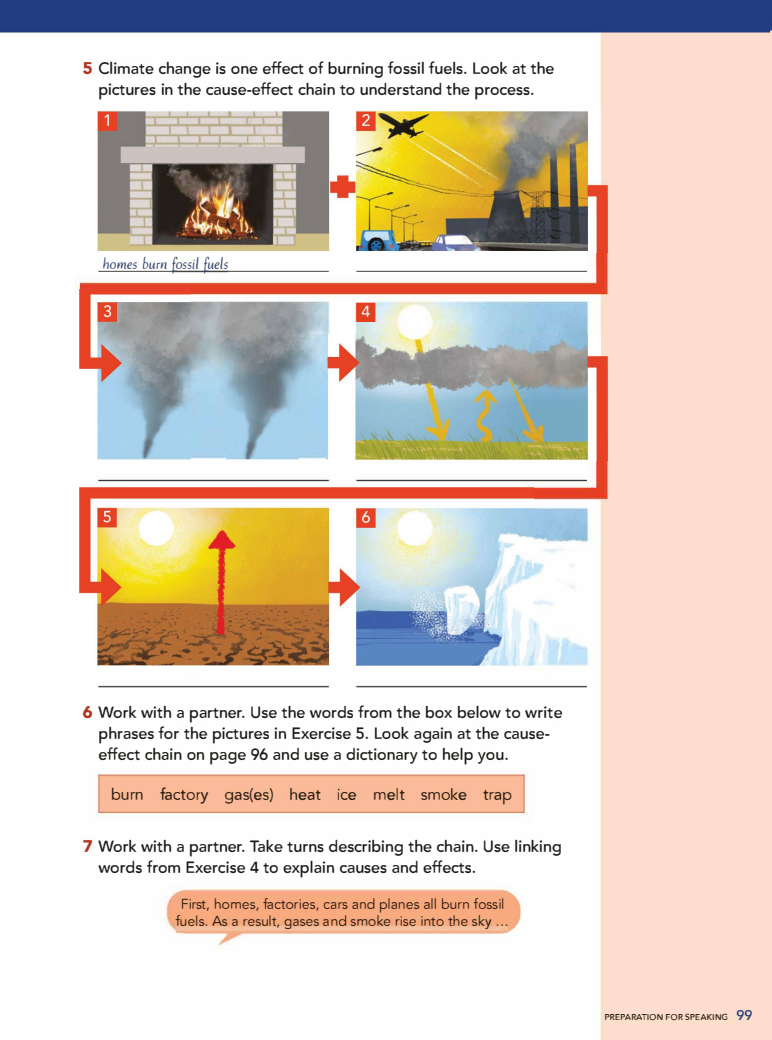 5 Climate change is one effect of burning fossil fuels. Look at the
pictures in the cause-effect chain to understand the process.
1
2
homes burn fossil fuels
3
4
5
6
6 Work with a partner. Use the words from the box below to write
phrases for the pictures in Exercise 5. Look again at the cause-
effect chain on page 96 and use a dictionary to help you.
burn factory gas(es) heat ice melt smoke trap
7 Work with a partner. Take turns describing the chain. Use linking
words from Exercise 4 to explain causes and effects.
First, homes, factories, cars and planes all burn fossil
fuels. As a result, gases and smoke rise into the sky ...
PREPARATION FOR SPEAKING 99